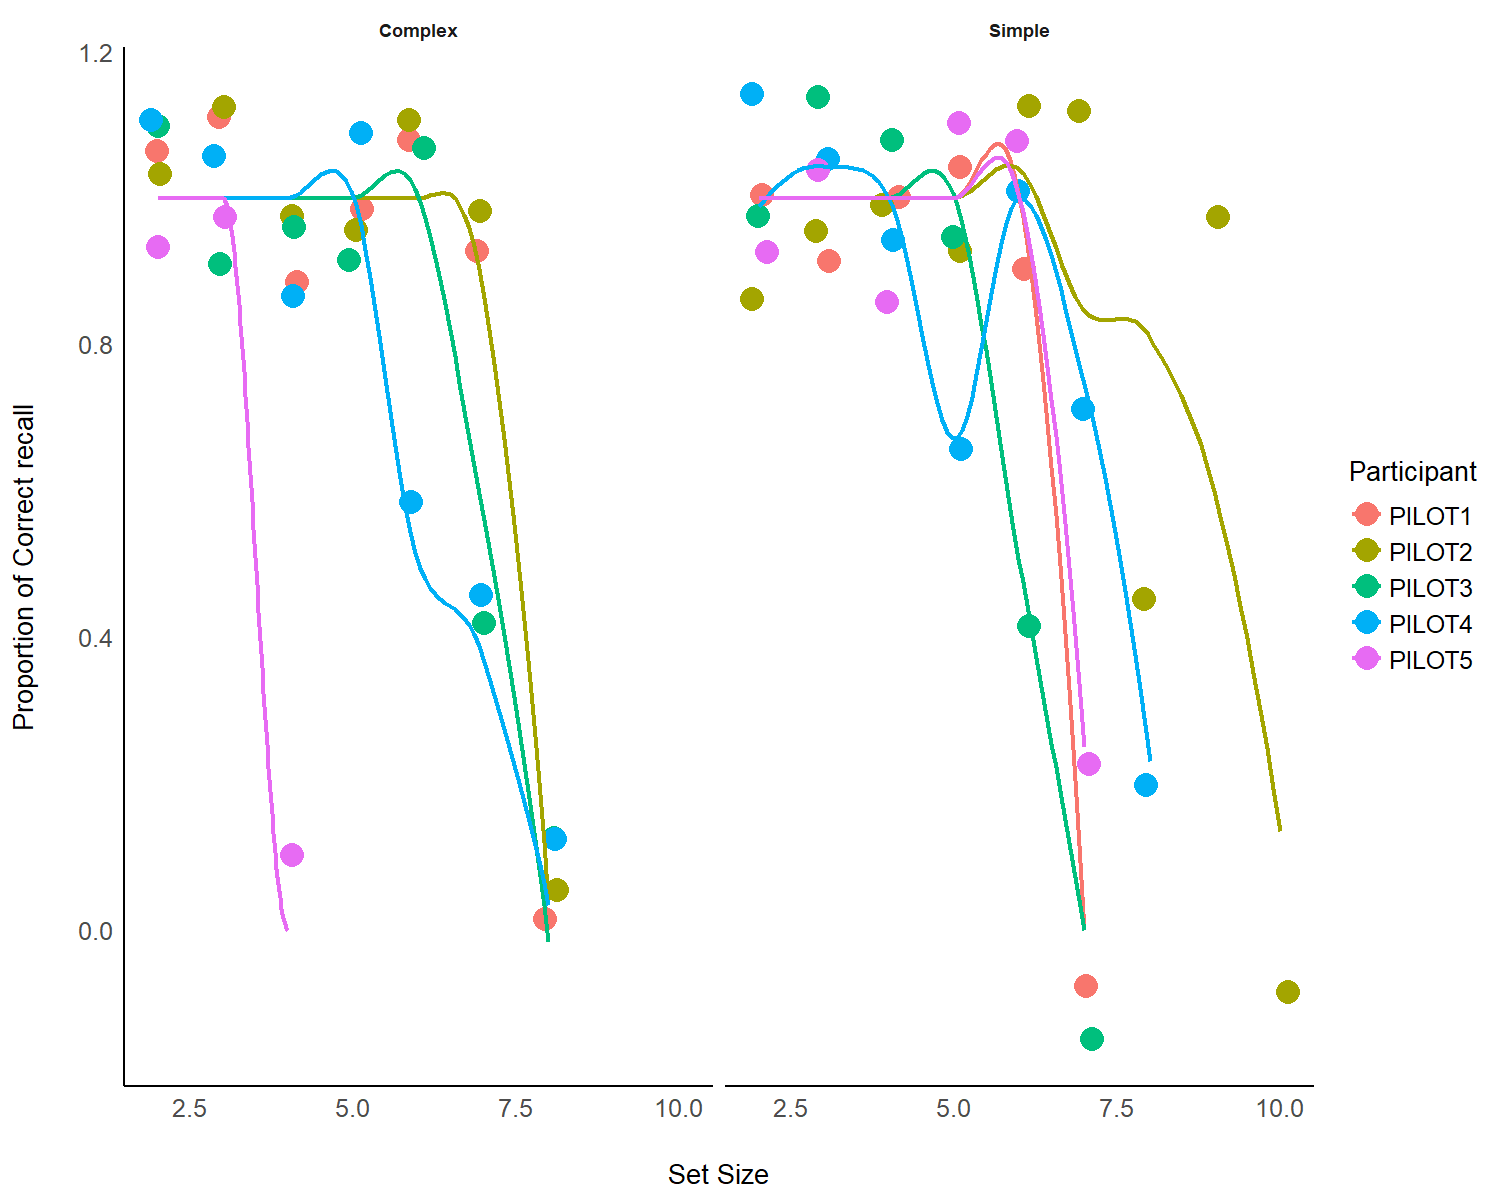 Complex
Simple
1.2
0.8
0.4
0.0
Proportion of Correct recall
2.5 5.0 7.5 10.0
2.5 5.0 7.5 10.0
Set Size
Participant
PILOT1
PILOT2
PILOT3
PILOT4
PILOT5